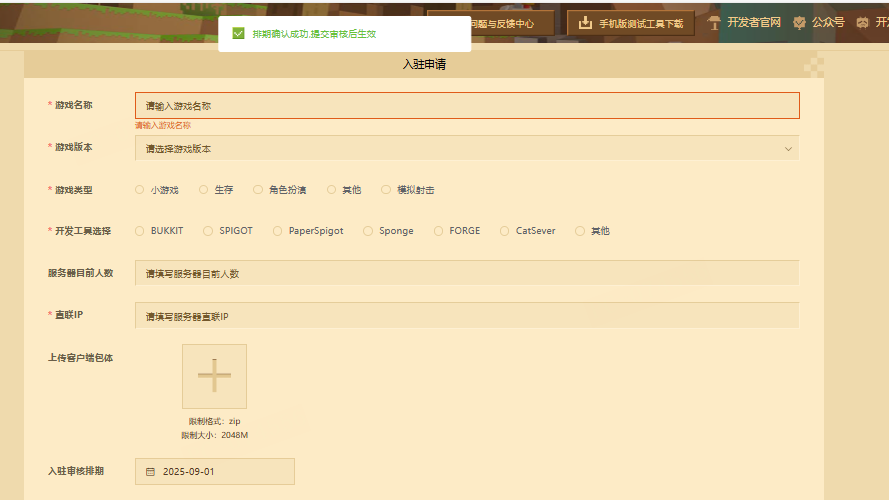 排期确认成功,提交审核后生效
问题与反馈中心
手机版测试工具下载
开发者官网
公众号
入驻申请
* 游戏名称
请输入游戏名称
请输入游戏名称
* 游戏版本
请选择游戏版本
* 游戏类型
小游戏 生存 角色扮演 其他 模拟射击
* 开发工具选择
BUKKIT SPIGOT PaperSpigot Sponge FORGE CatSever 其他
服务器目前人数
请填写服务器目前人数
* 直联IP
请填写服务器直联IP
上传客户端包体
限制格式：zip
限制大小：2048M
入驻审核排期
2025-09-01